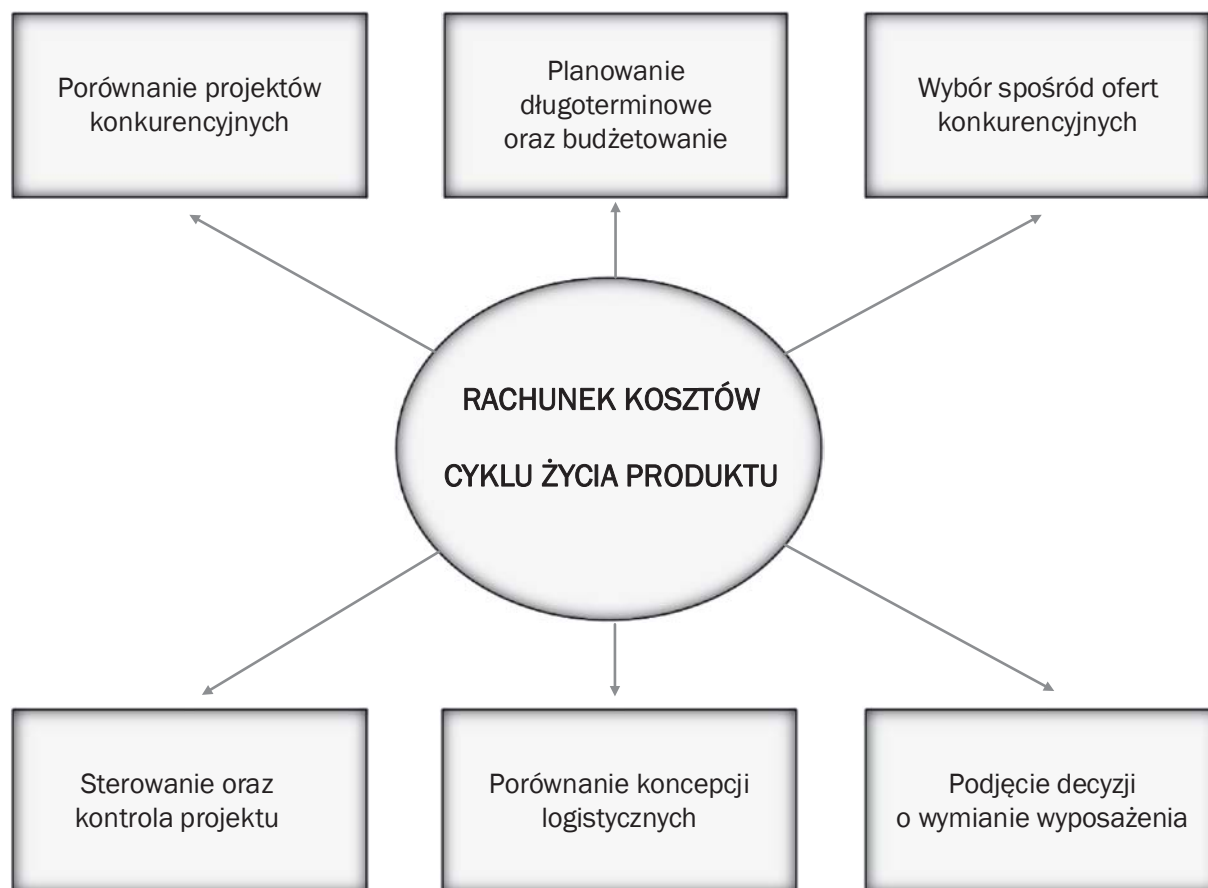 Porównanie projektów
konkurencyjnych
Planowanie
długoterminowe
oraz budżetowanie
Wybór spośród ofert
konkurencyjnych
RACHUNEK KOSZTÓW
CYKLU ŻYCIA PRODUKTU
Sterowanie oraz
kontrola projektu
Porównanie koncepcji
logistycznych
Podjęcie decyzji
o wymianie wyposażenia